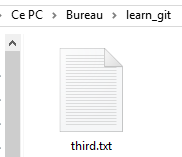 › Ce PC › Bureau › learn_git
third.txt